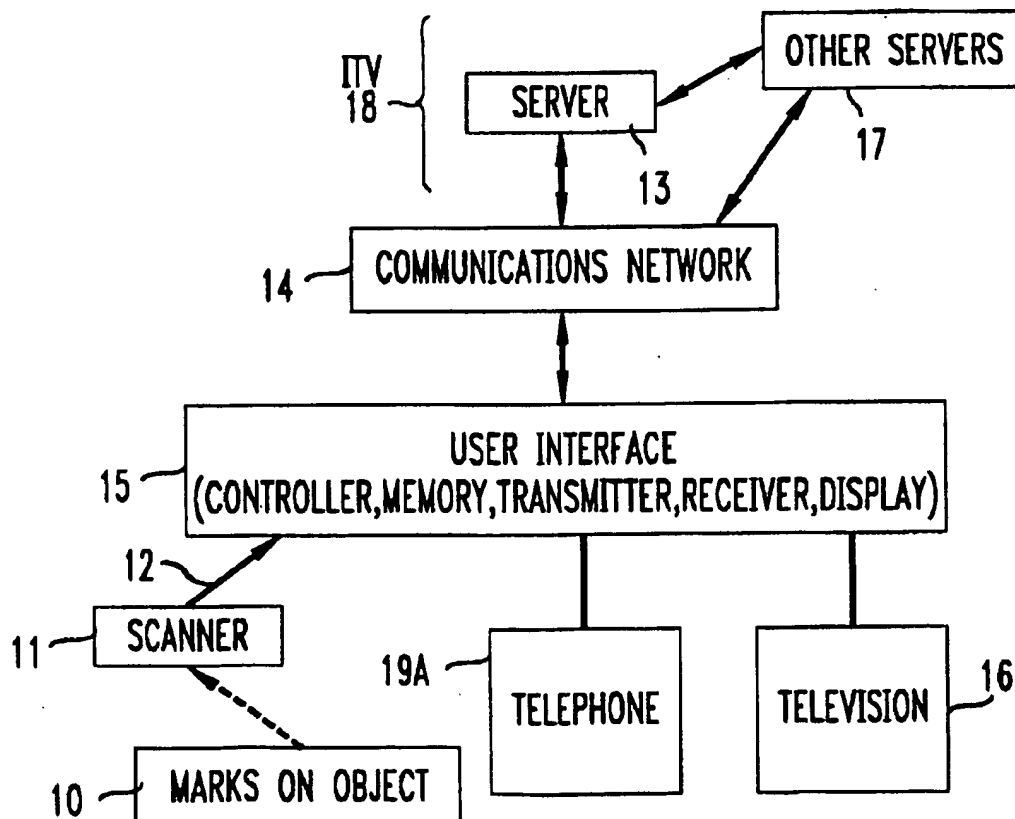 OTHER SERVERS
ITV
18
SERVER
17
13
COMMUNICATIONS NETWORK
14
USER INTERFACE
(CONTROLLER,MEMORY,TRANSMITTER,RECEIVER,DISPLAY)
15
12
SCANNER
11
19A
TELEPHONE
TELEVISION
16
MARKS ON OBJECT
10